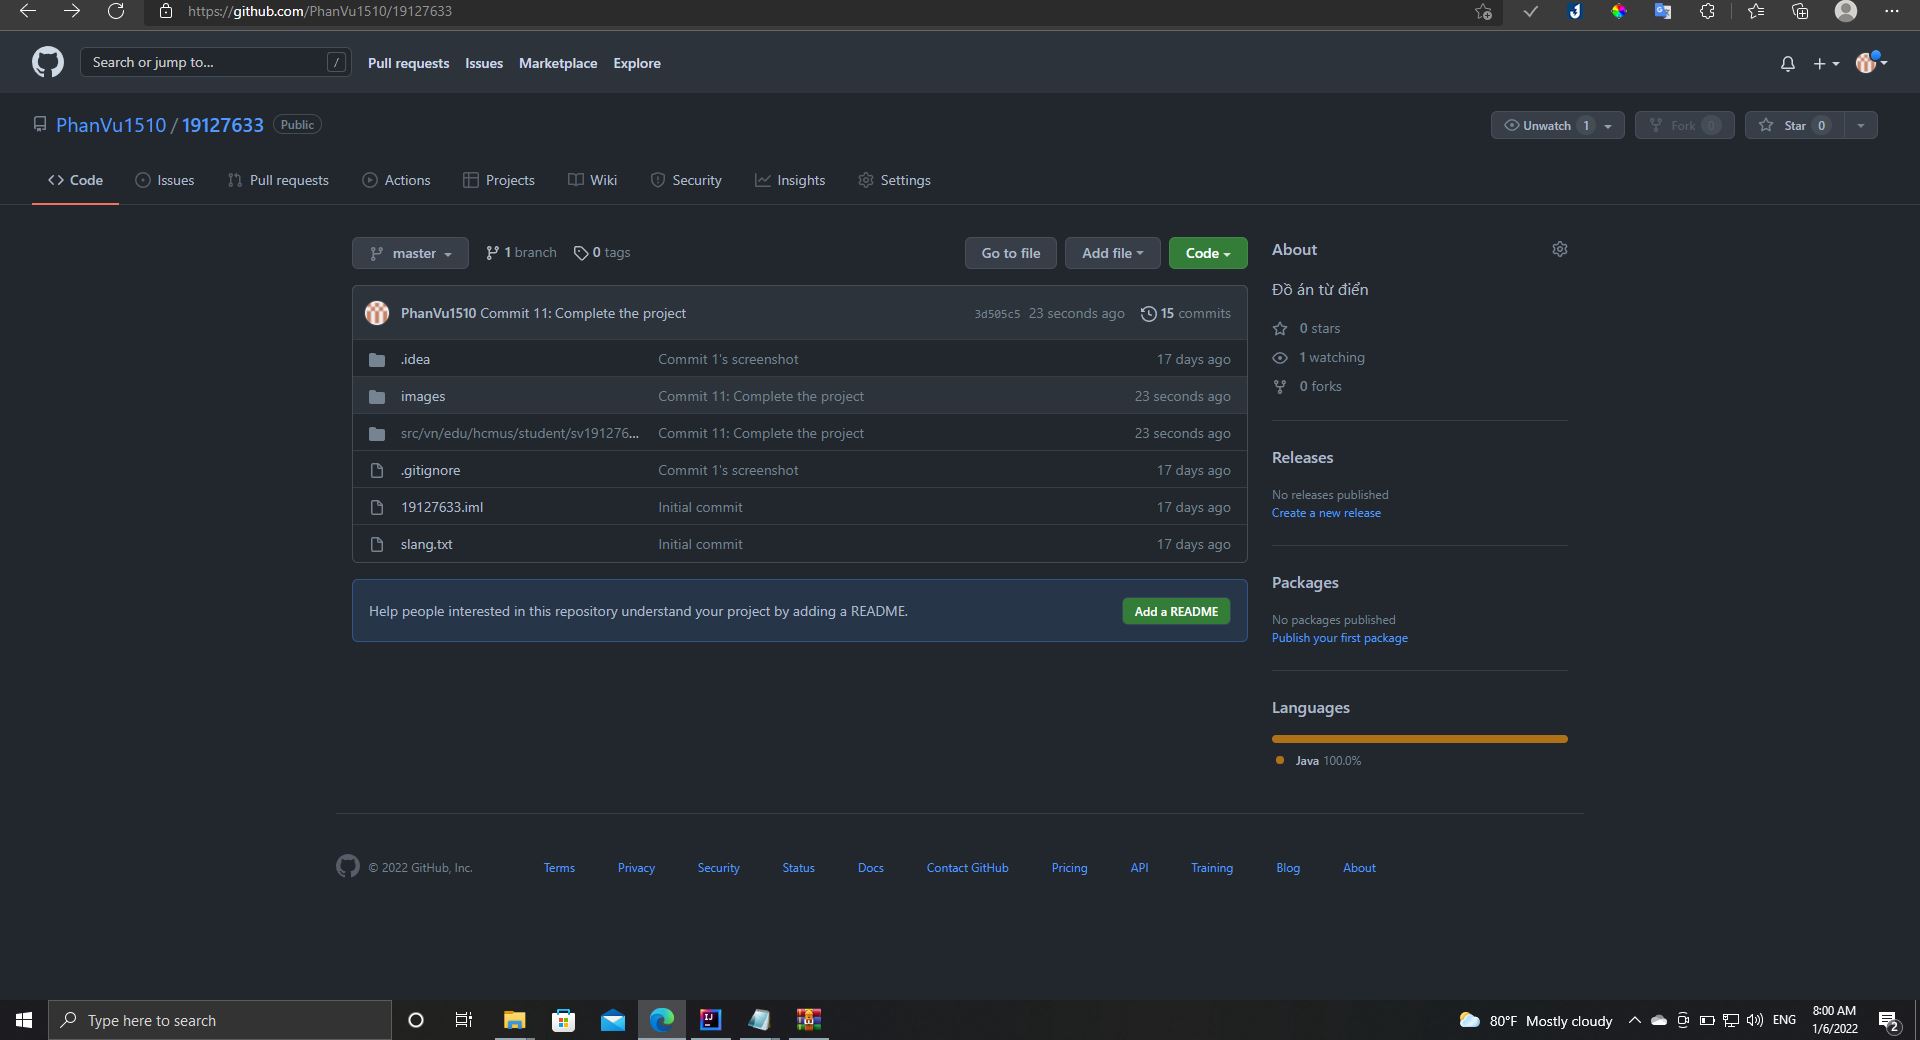 https://github.com/PhanVu1510/19127633
Search or jump to... /
Pull requests Issues Marketplace Explore
PhanVu1510 / 19127633 Public
Unwatch 1 Fork 0 Star 0
Code Issues Pull requests Actions Projects Wiki Security Insights Settings
master 1 branch 0 tags Go to file Add file Code
PhanVu1510 Commit 11: Complete the project 3d505c5 23 seconds ago 15 commits
.idea Commit 1's screenshot 17 days ago
images Commit 11: Complete the project 23 seconds ago
src/vn/edu/hcmus/student/sv191276... Commit 11: Complete the project 23 seconds ago
.gitignore Commit 1's screenshot 17 days ago
19127633.iml Initial commit 17 days ago
slang.txt Initial commit 17 days ago
Help people interested in this repository understand your project by adding a README. Add a README
About
Đồ án từ điển
0 stars
1 watching
0 forks
Releases
No releases published
Create a new release
Packages
No packages published
Publish your first package
Languages
Java 100.0%
© 2022 GitHub, Inc. Terms Privacy Security Status Docs Contact GitHub Pricing API Training Blog About
Type here to search
80°F Mostly cloudy ENG
8:00 AM
1/6/2022
2